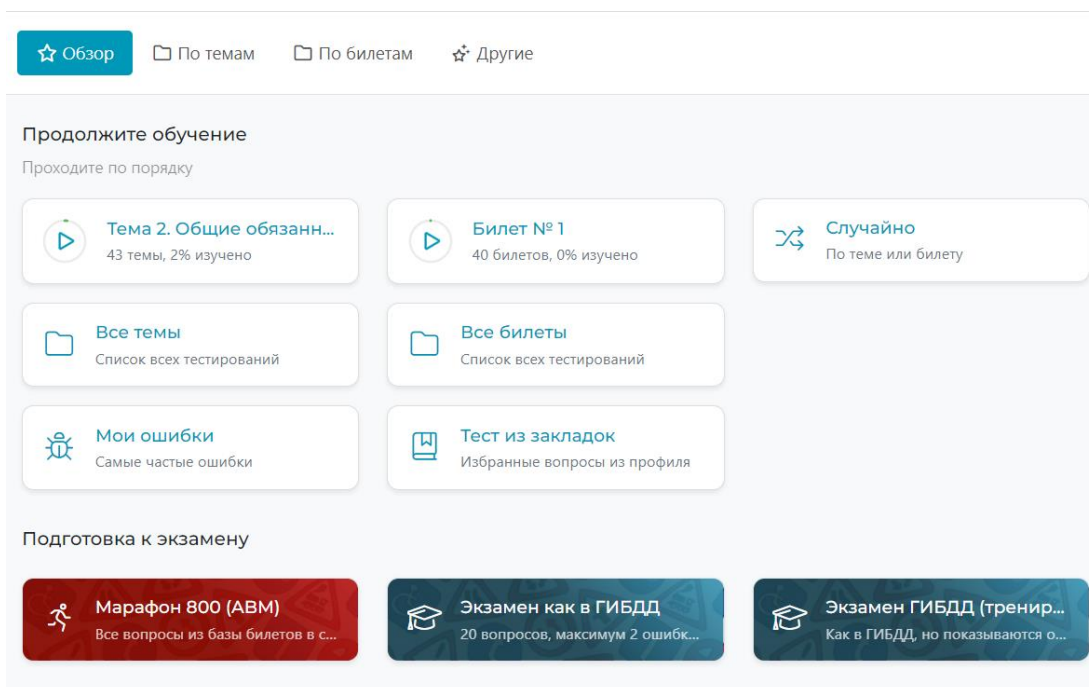 Обзор
По темам
По билетам
Другие
Продолжите обучение
Проходите по порядку
Тема 2. Общие обязанн...
43 темы, 2% изучено
Билет № 1
40 билетов, 0% изучено
Случайно
По теме или билету
Все темы
Список всех тестирований
Все билеты
Список всех тестирований
Мои ошибки
Самые частые ошибки
Тест из закладок
Избранные вопросы из профиля
Подготовка к экзамену
Марафон 800 (ABM)
Все вопросы из базы билетов в с...
Экзамен как в ГИБДД
20 вопросов, максимум 2 ошибк...
Экзамен ГИБДД (тренир...
Как в ГИБДД, но показываются о...